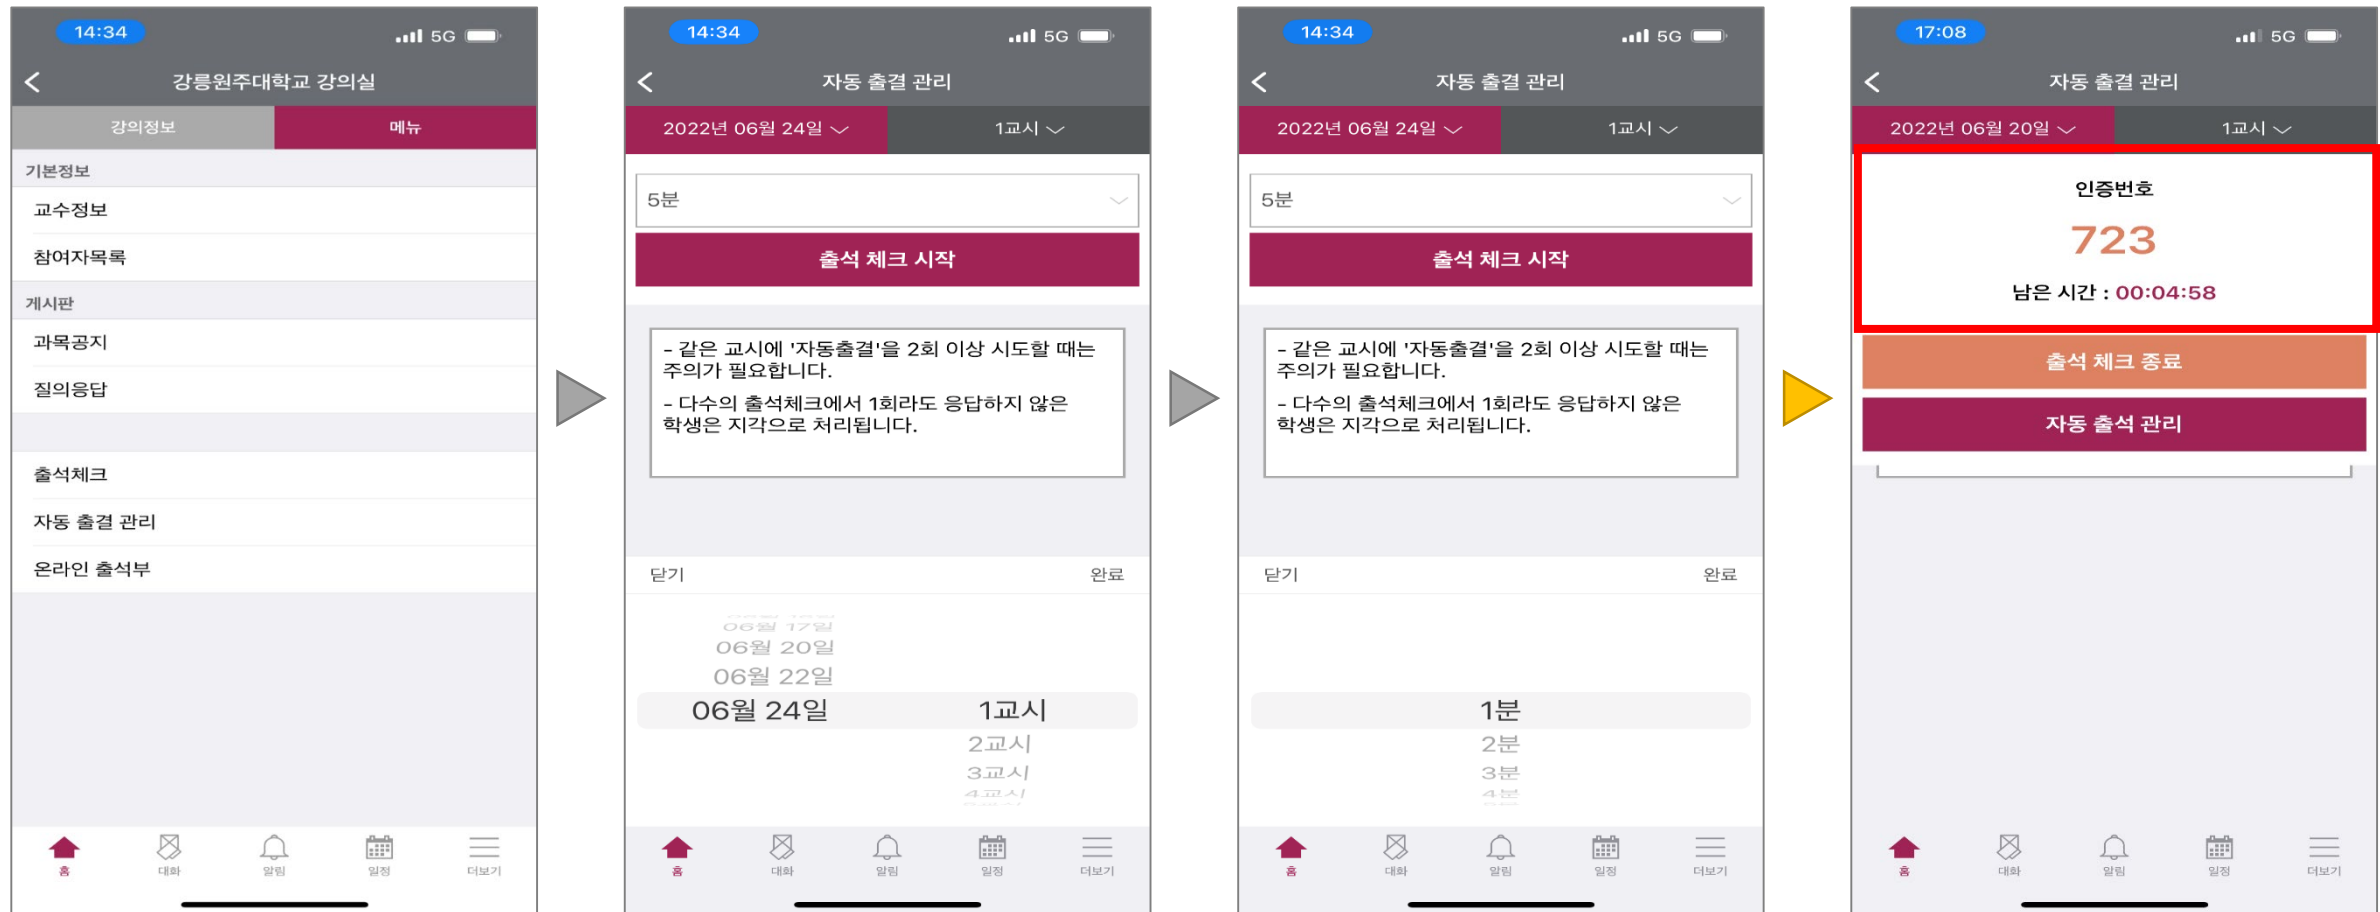 14:34
5G
강릉원주대학교 강의실
강의정보
메뉴
기본정보
교수정보
참여자목록
게시판
과목공지
질의응답
출석체크
자동 출결 관리
온라인 출석부
홈
대화
알림
일정
더보기
14:34
5G
자동 출결 관리
2022년 06월 24일
1교시
5분
출석 체크 시작
- 같은 교시에 '자동출결'을 2회 이상 시도할 때는
주의가 필요합니다.
- 다수의 출석체크에서 1회라도 응답하지 않은
학생은 지각으로 처리됩니다.
닫기
완료
06월 17일
06월 20일
06월 22일
06월 24일
1교시
2교시
3교시
4교시
홈
대화
알림
일정
더보기
14:34
5G
자동 출결 관리
2022년 06월 24일
1교시
5분
출석 체크 시작
- 같은 교시에 '자동출결'을 2회 이상 시도할 때는
주의가 필요합니다.
- 다수의 출석체크에서 1회라도 응답하지 않은
학생은 지각으로 처리됩니다.
닫기
완료
1분
2분
3분
4분
홈
대화
알림
일정
더보기
17:08
5G
자동 출결 관리
2022년 06월 20일
1교시
인증번호
723
남은 시간 : 00:04:58
출석 체크 종료
자동 출석 관리
홈
대화
알림
일정
더보기